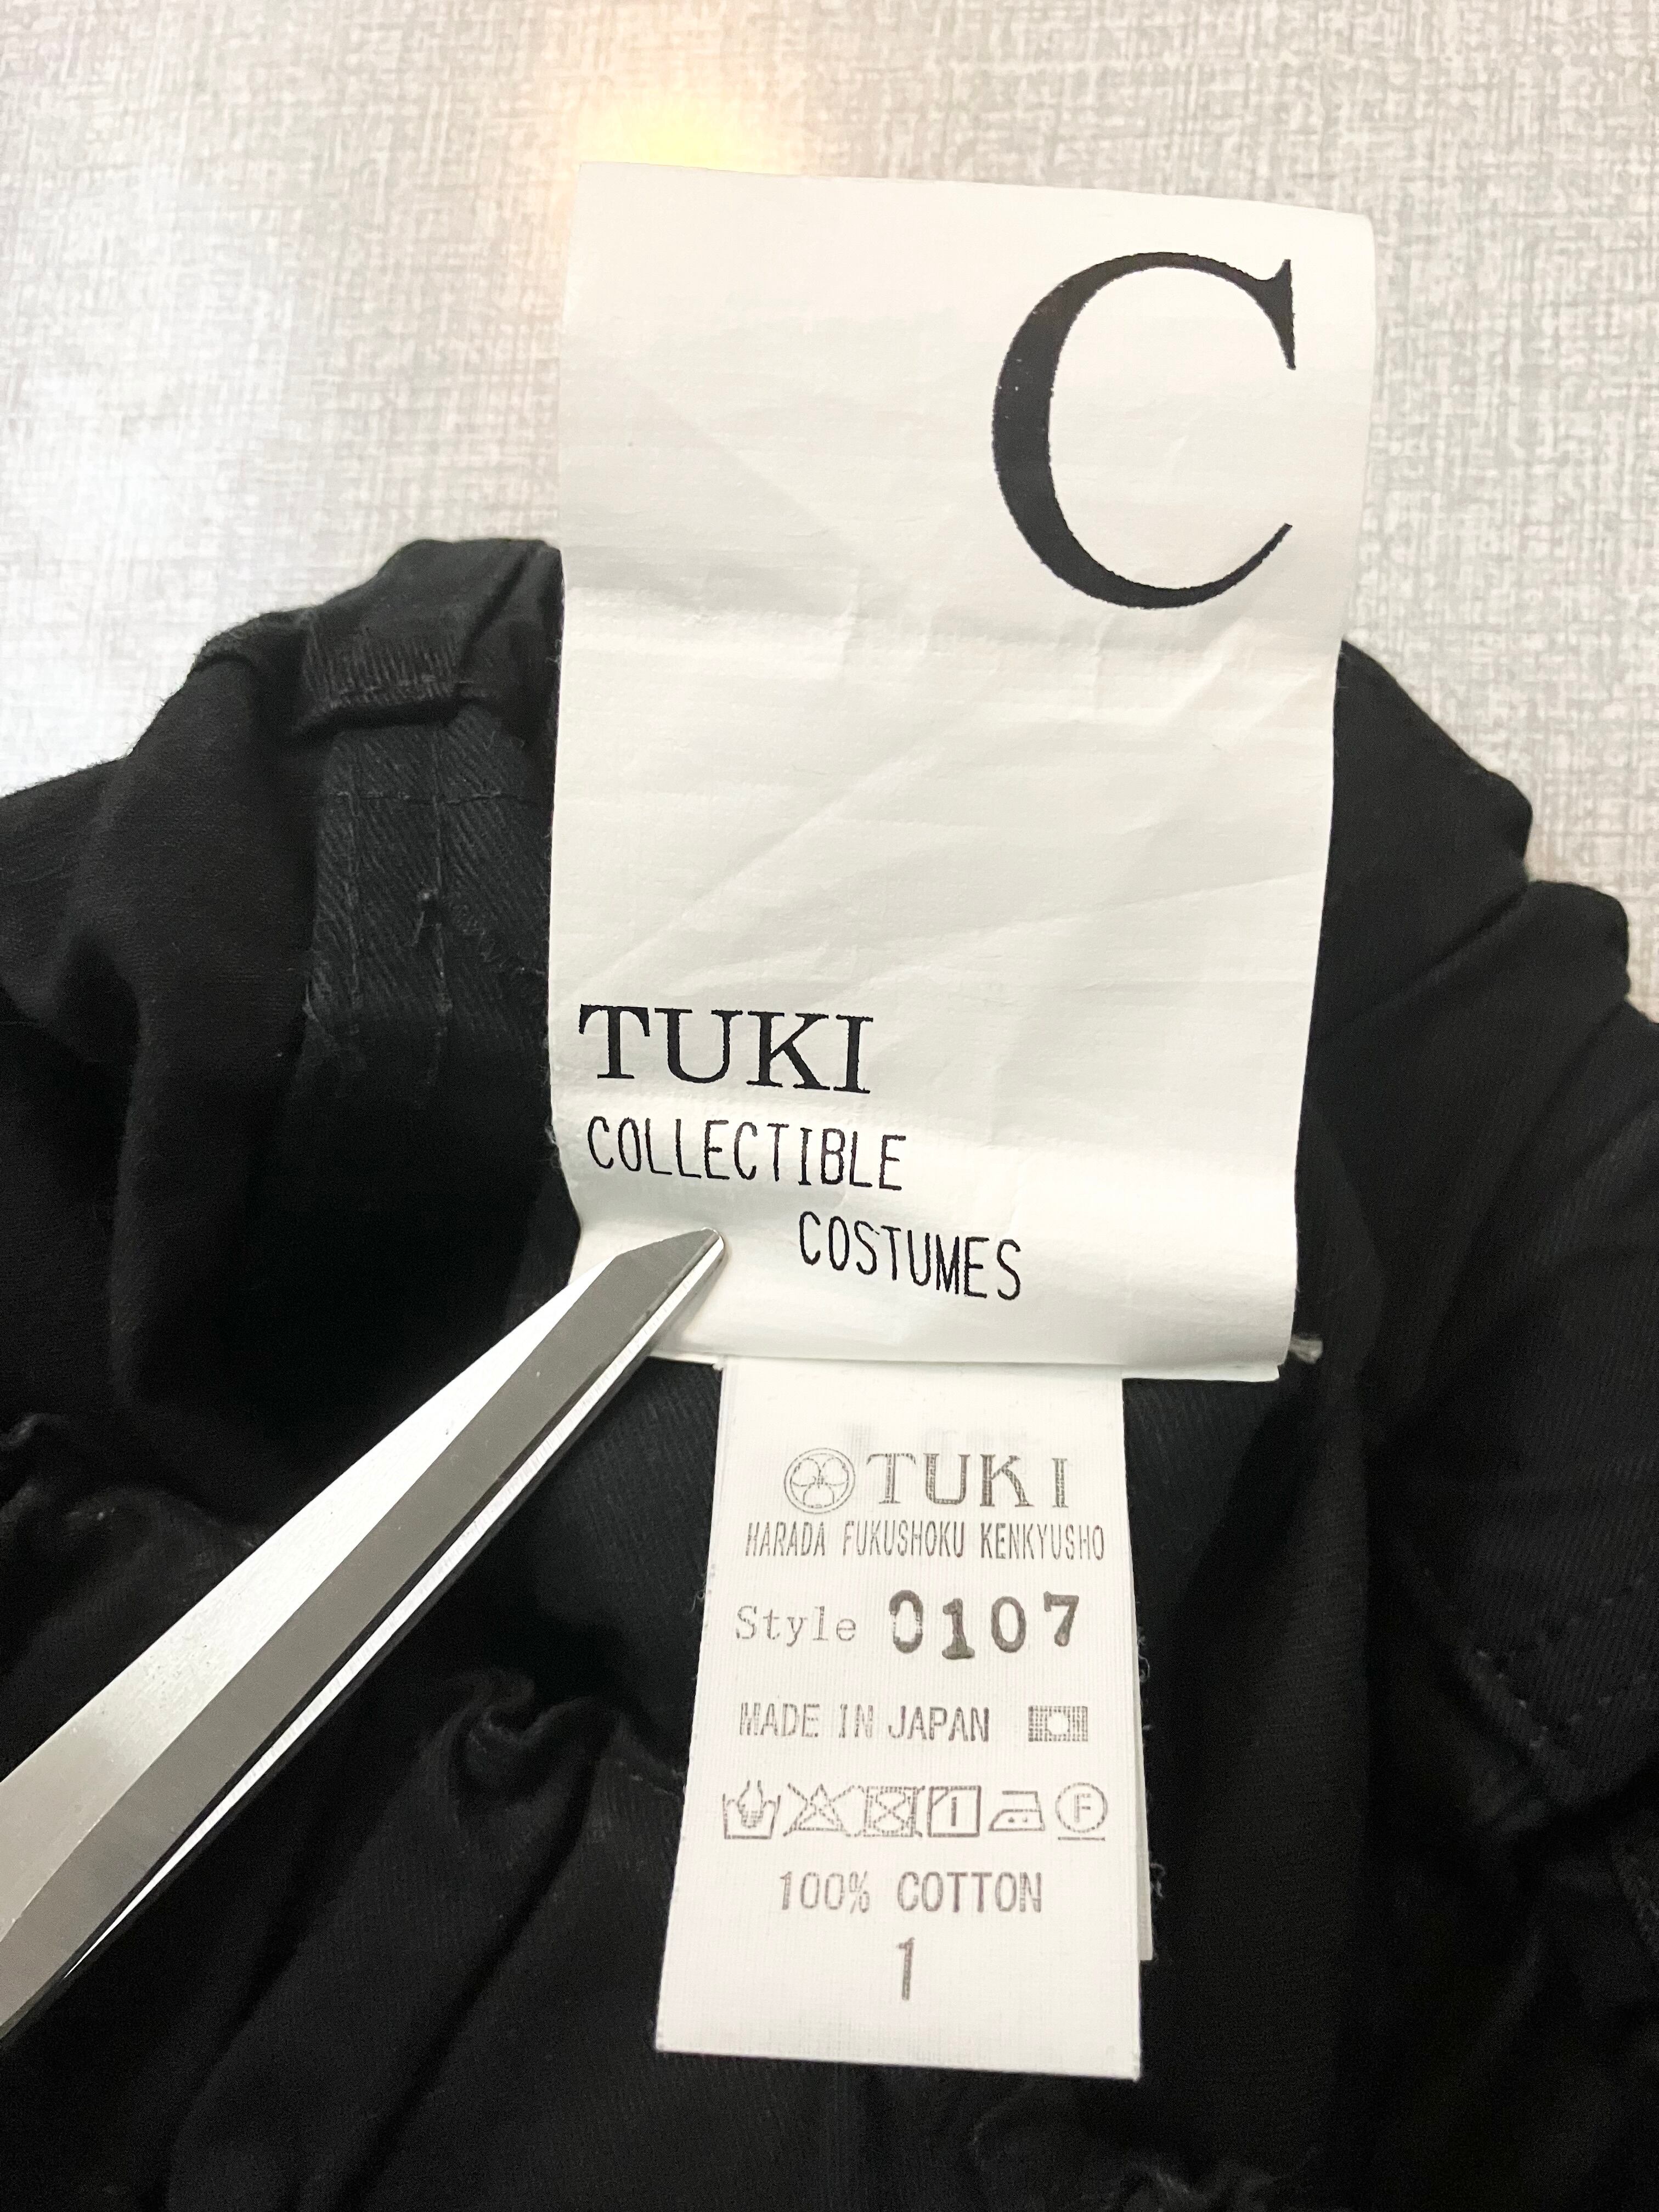 C
TUKI
COLLECTIBLE
COSTUMES
TUKI
HARADA FUKUSHOKU KENKYUSHO
Style 0107
MADE IN JAPAN
F
100% COTTON
1